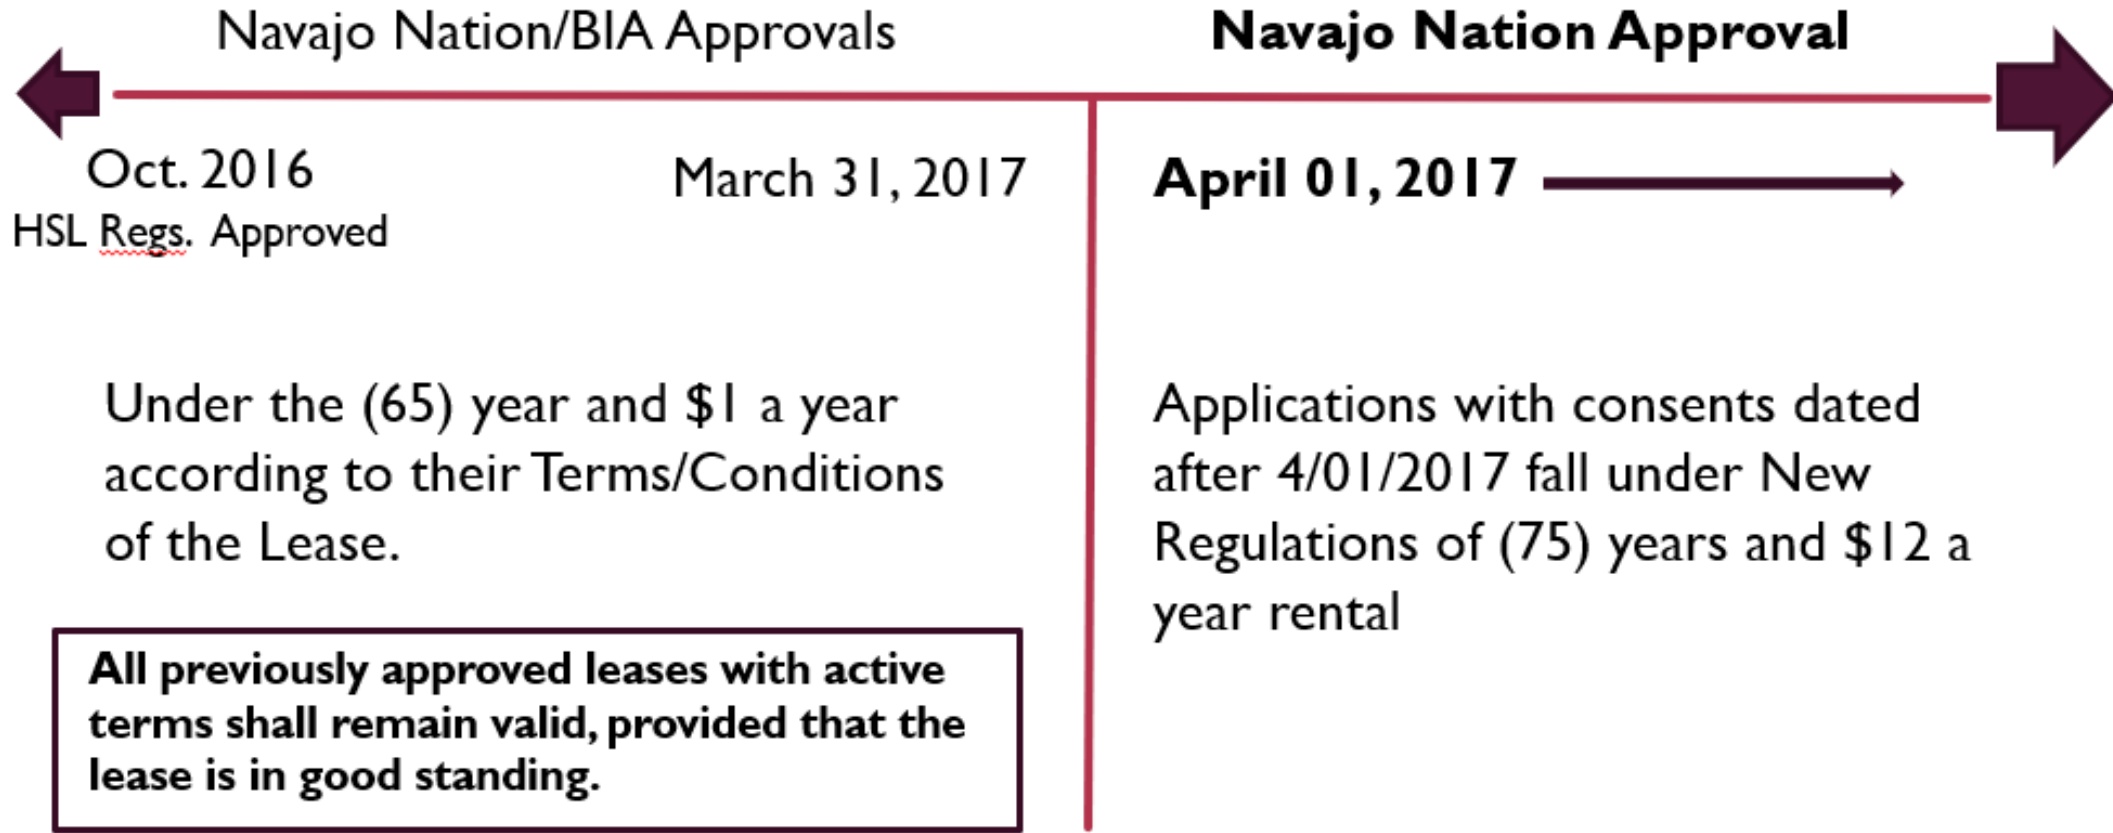 Navajo Nation/BIA Approvals
Navajo Nation Approval
Oct. 2016
HSL Regs. Approved
March 31, 2017
April 01, 2017
Under the (65) year and $1 a year
according to their Terms/Conditions
of the Lease.
All previously approved leases with active
terms shall remain valid, provided that the
lease is in good standing.
Applications with consents dated
after 4/01/2017 fall under New
Regulations of (75) years and $12 a
year rental